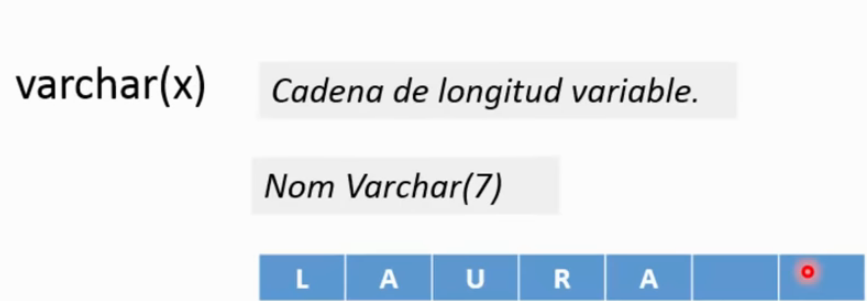 varchar(x) Cadena de longitud variable.
Nom Varchar(7)
L A U R A